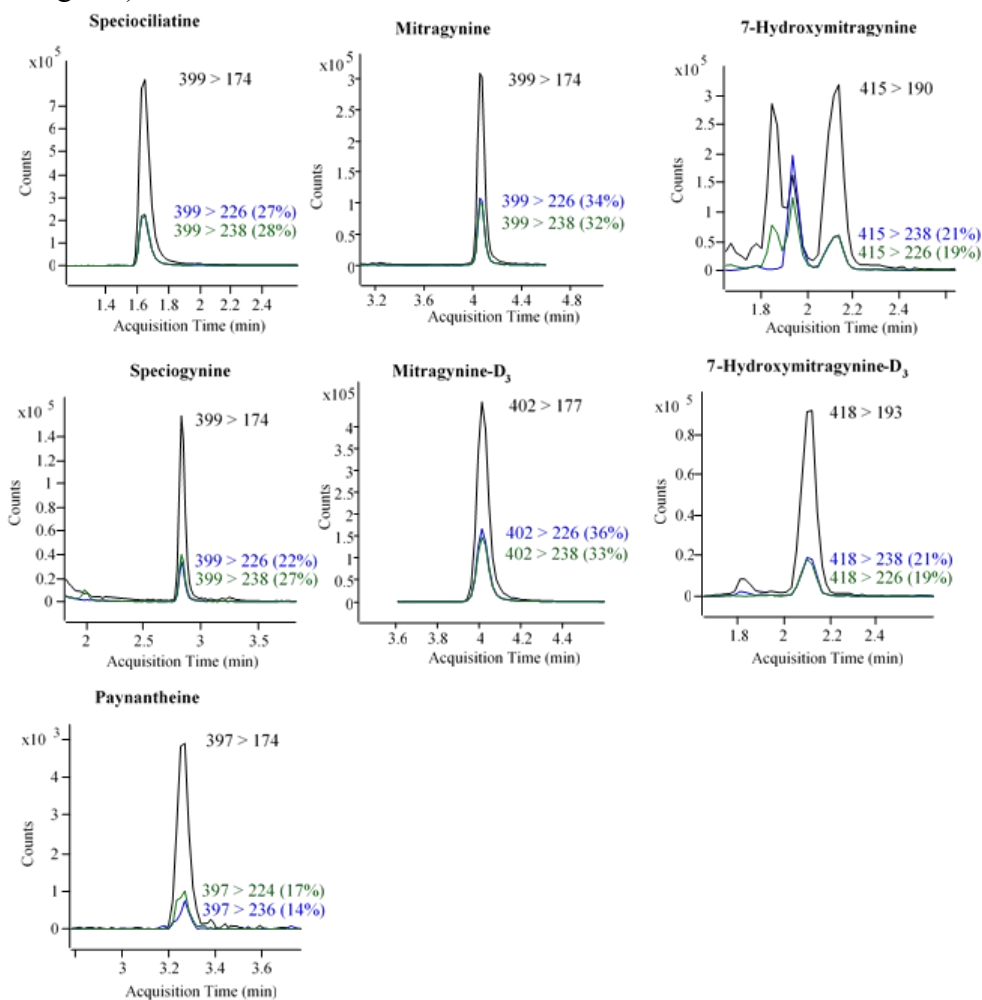 Speciociliatine
x10 5
399 > 174
7
6
5
4
3
2
1
0
Counts
399 > 226 (27%)
399 > 238 (28%)
1.4 1.6 1.8 2 2.2 2.4
Acquisition Time (min)
Mitragynine
x10 5
399 > 174
3
2.5
2
1.5
1
0.5
0
Counts
399 > 226 (34%)
399 > 238 (32%)
3.2 3.6 4 4.4 4.8
Acquisition Time (min)
7-Hydroxymitragynine
x10 5
415 > 190
3
2.5
2
1.5
1
0.5
0
Counts
415 > 238 (21%)
415 > 226 (19%)
1.8 2 2.2 2.4
Acquisition Time (min)
Speciogynine
x10 5
399 > 174
1.4
1.2
1
0.8
0.6
0.4
0.2
0
Counts
399 > 226 (22%)
399 > 238 (27%)
2 2.5 3 3.5
Acquisition Time (min)
Mitragynine-D3
x105
402 > 177
4
3.5
3
2.5
2
1.5
1
0.5
0
Counts
402 > 226 (36%)
402 > 238 (33%)
3.6 3.8 4 4.2 4.4
Acquisition Time (min)
7-Hydroxymitragynine-D3
x10 5
418 > 193
0.8
0.6
0.4
0.2
0
Counts
418 > 238 (21%)
418 > 226 (19%)
1.8 2 2.2 2.4
Acquisition Time (min)
Paynantheine
x10 3
397 > 174
4
3
2
1
0
Counts
397 > 224 (17%)
397 > 236 (14%)
3 3.2 3.4 3.6
Acquisition Time (min)